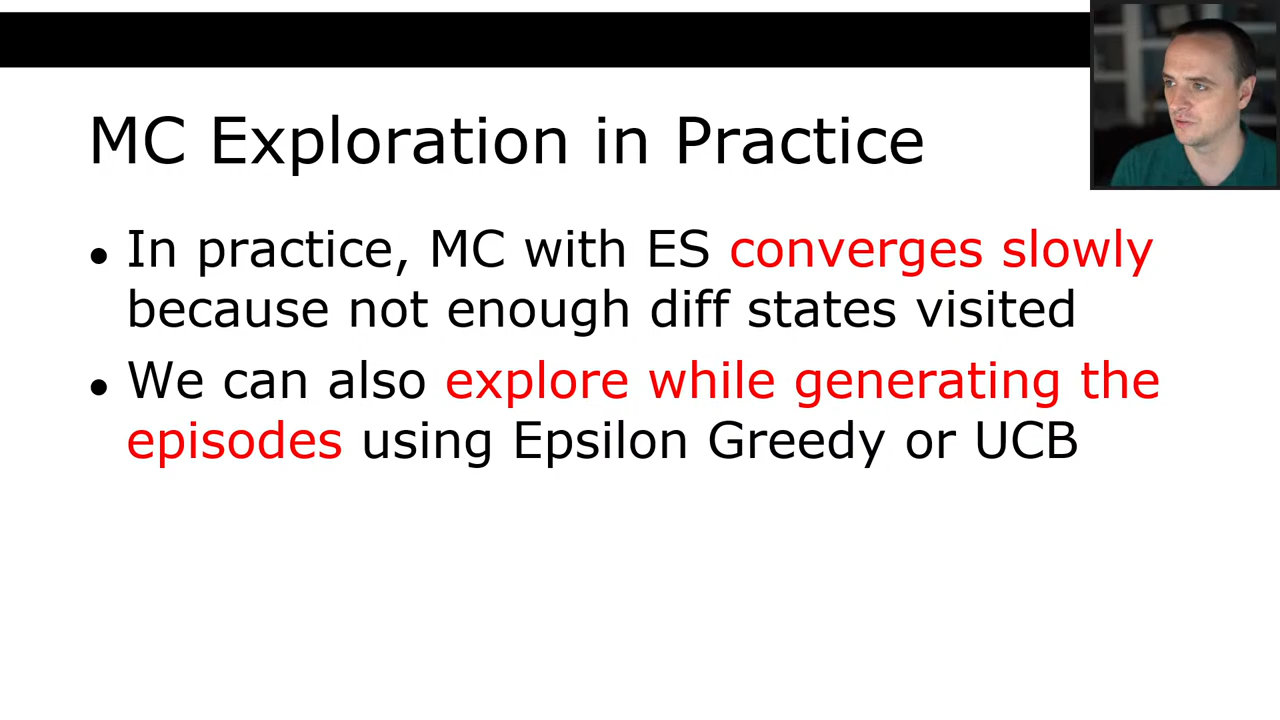 MC Exploration in Practice
• In practice, MC with ES converges slowly
because not enough diff states visited
• We can also explore while generating the
episodes using Epsilon Greedy or UCB